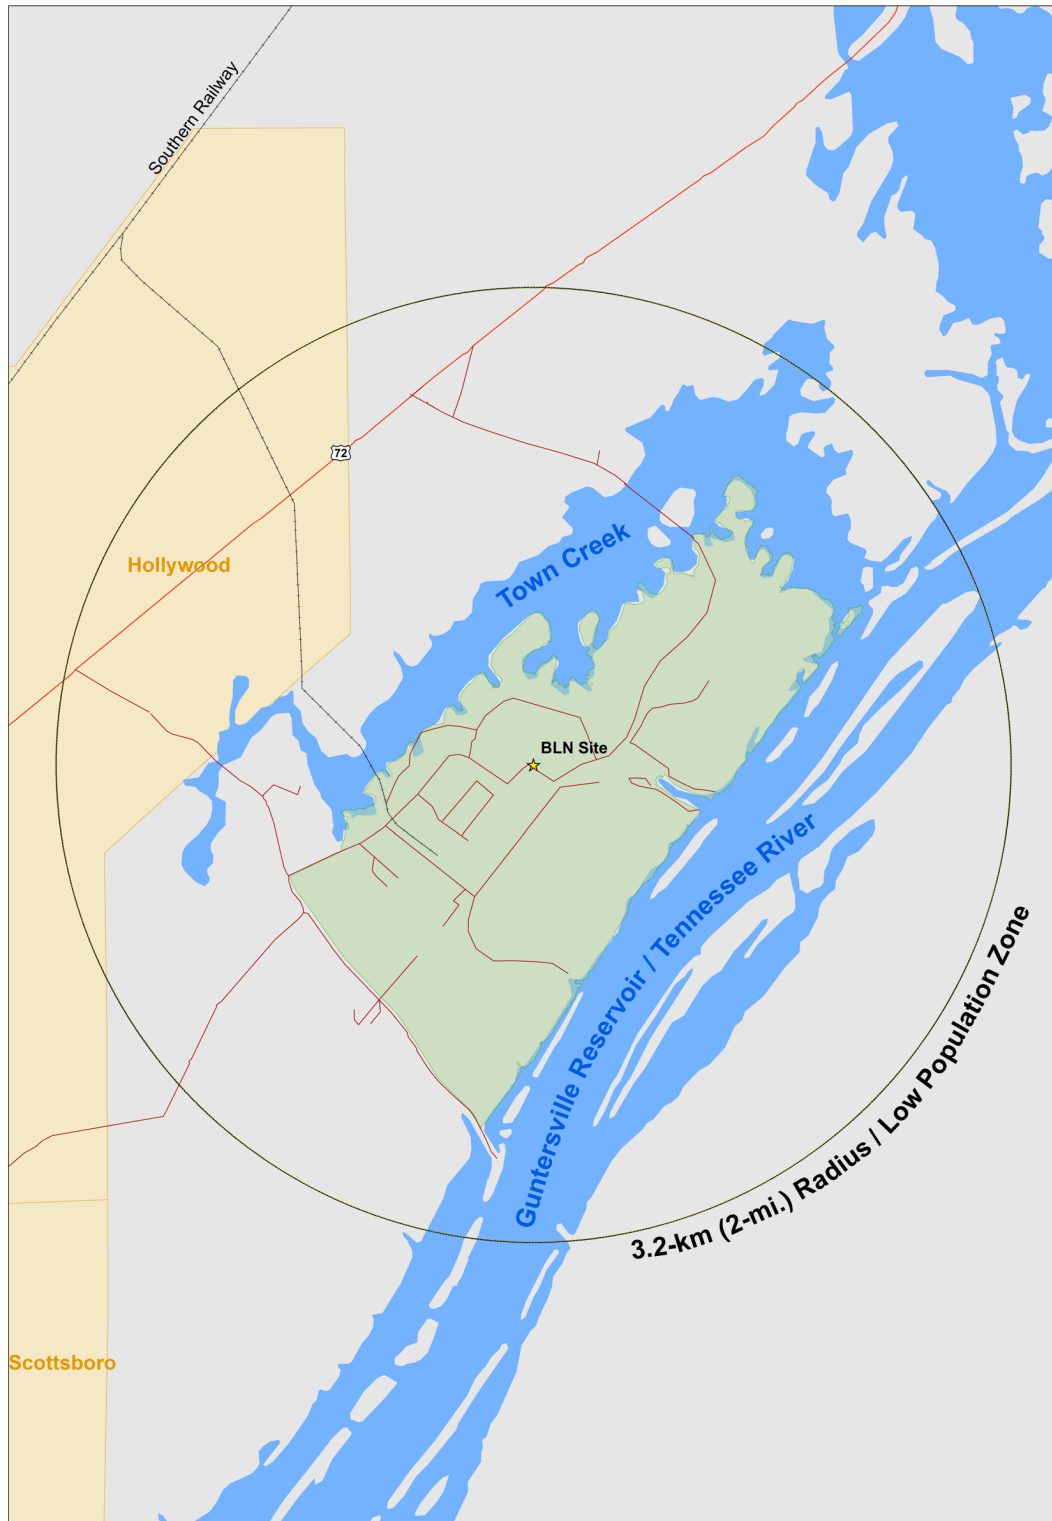 Southern Railway
72
Hollywood
Town Creek
BLN Site
Guntersville Reservoir / Tennessee River
3.2-km (2-mi.) Radius / Low Population Zone
Scottsboro